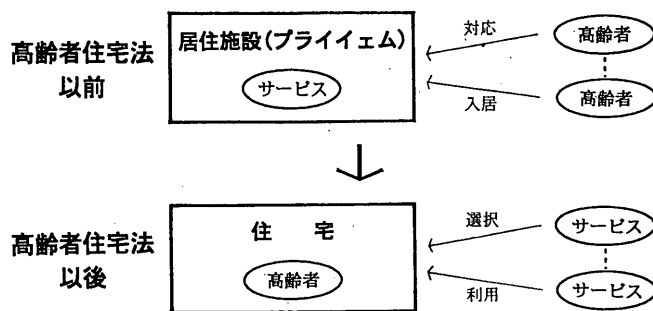 高齢者住宅法
以前
居住施設(プライイェム)
サービス
対応
入居
高齢者
高齢者
高齢者住宅法
以後
住　宅
高齢者
選択
利用
サービス
サービス